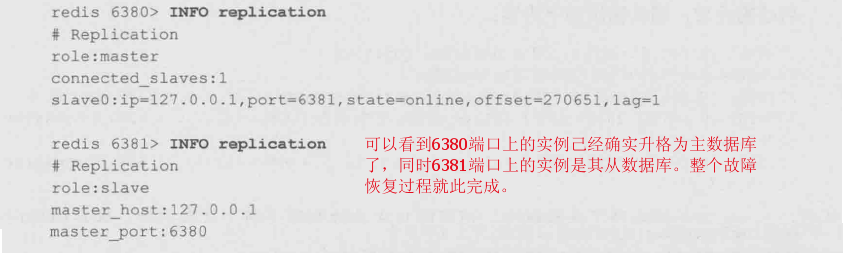 redis 6380> INFO replication
# Replication
role:master
connected_slaves:1
slave0:ip=127.0.0.1,port=6381,state=online,offset=270651,lag=1
redis 6381> INFO replication
# Replication
role:slave
master_host:127.0.0.1
master_port:6380
可以看到6380端口上的实例已经确实升格为主数据库
了，同时6381端口上的实例是其从数据库。整个故障
恢复过程就此完成。